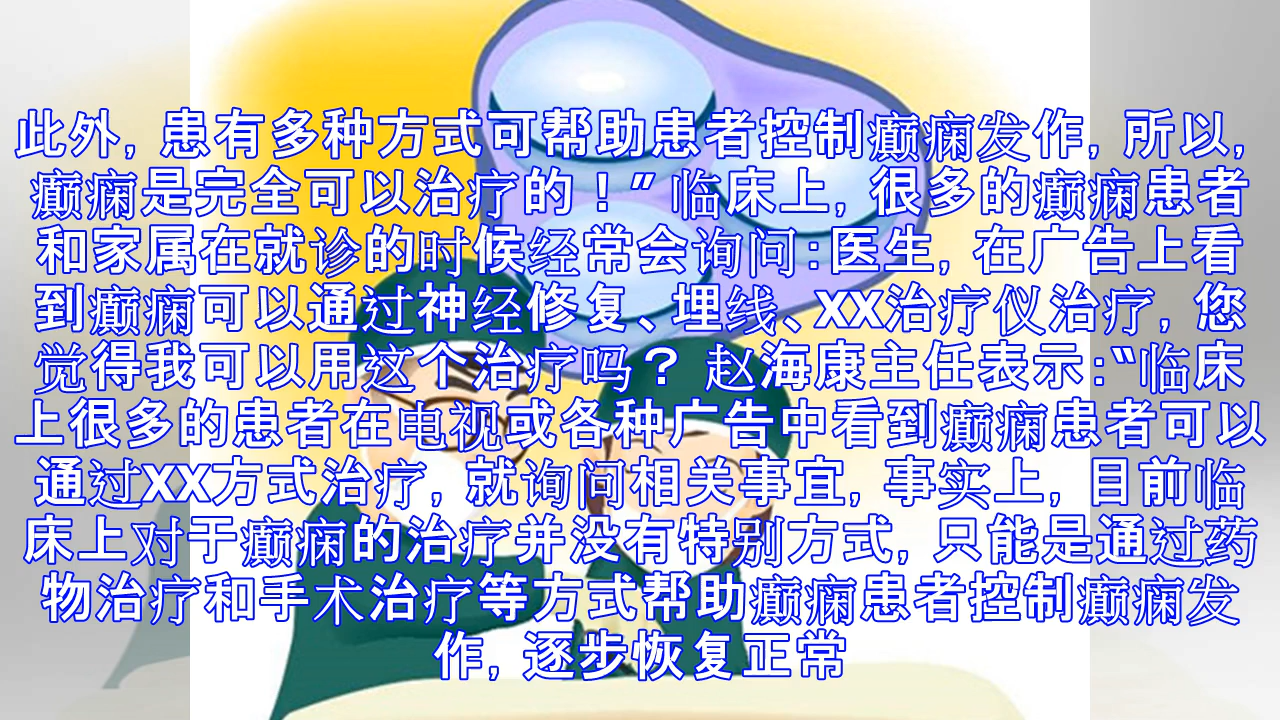 此外, 患有多种方式可帮助患者控制癫痫发作, 所以,
癫痫是完全可以治疗的！” 临床上, 很多的癫痫患者
和家属在就诊的时候经常会询问：医生, 在广告上看
到癫痫可以通过神经修复、埋线、XX治疗仪治疗, 您
觉得我可以用这个治疗吗？ 赵海康主任表示：“临床
上很多的患者在电视或各种广告中看到癫痫患者可以
通过XX方式治疗, 就询问相关事宜, 事实上, 目前临
床上对于癫痫的治疗并没有特别方式, 只能是通过药
物治疗和手术治疗等方式帮助癫痫患者控制癫痫发
作, 逐步恢复正常